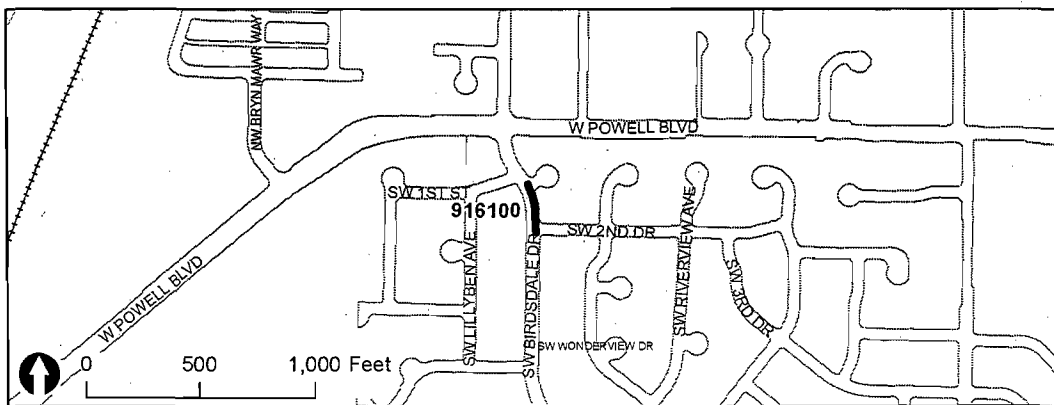 NW BRYN MAWR WAY
W POWELL BLVD
SW 1ST ST
916100
SW 2ND DR
SW LILLYBEN AVE
SW BIRDSDALE DR
SW RIVERVIEW AVE
SW 3RD DR
W POWELL BLVD
SW WONDERVIEW DR
0 500 1,000 Feet